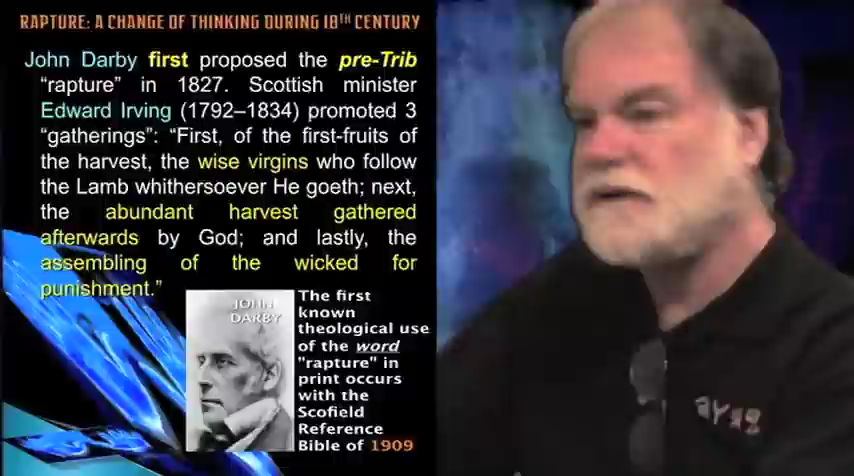 RAPTURE: A CHANGE OF THINKING DURING 18TH CENTURY
John Darby first proposed the pre-Trib
"rapture" in 1827. Scottish minister
Edward Irving (1792–1834) promoted 3
"gatherings": "First, of the first-fruits of
the harvest, the wise virgins who follow
the Lamb whithersoever He goeth; next,
the abundant harvest gathered
afterwards by God; and lastly, the
assembling of the wicked for
punishment."
JOHN
DARBY
The first
known
theological use
of the word
"rapture" in
print occurs
with the
Scofield
Reference
Bible of 1909